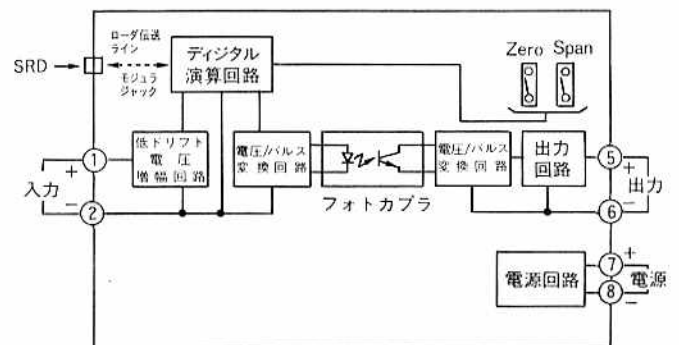 ローダ伝送
ライン
SRD
モジュラ
ジャック
ディジタル
演算回路
Zero Span
1
+
入力
−
2
低ドリフト
電圧
増幅回路
電圧/パルス
変換回路
フォトカプラ
電圧/パルス
変換回路
出力
回路
5
+
出力
−
6
電源回路
7
+
電源
8
−